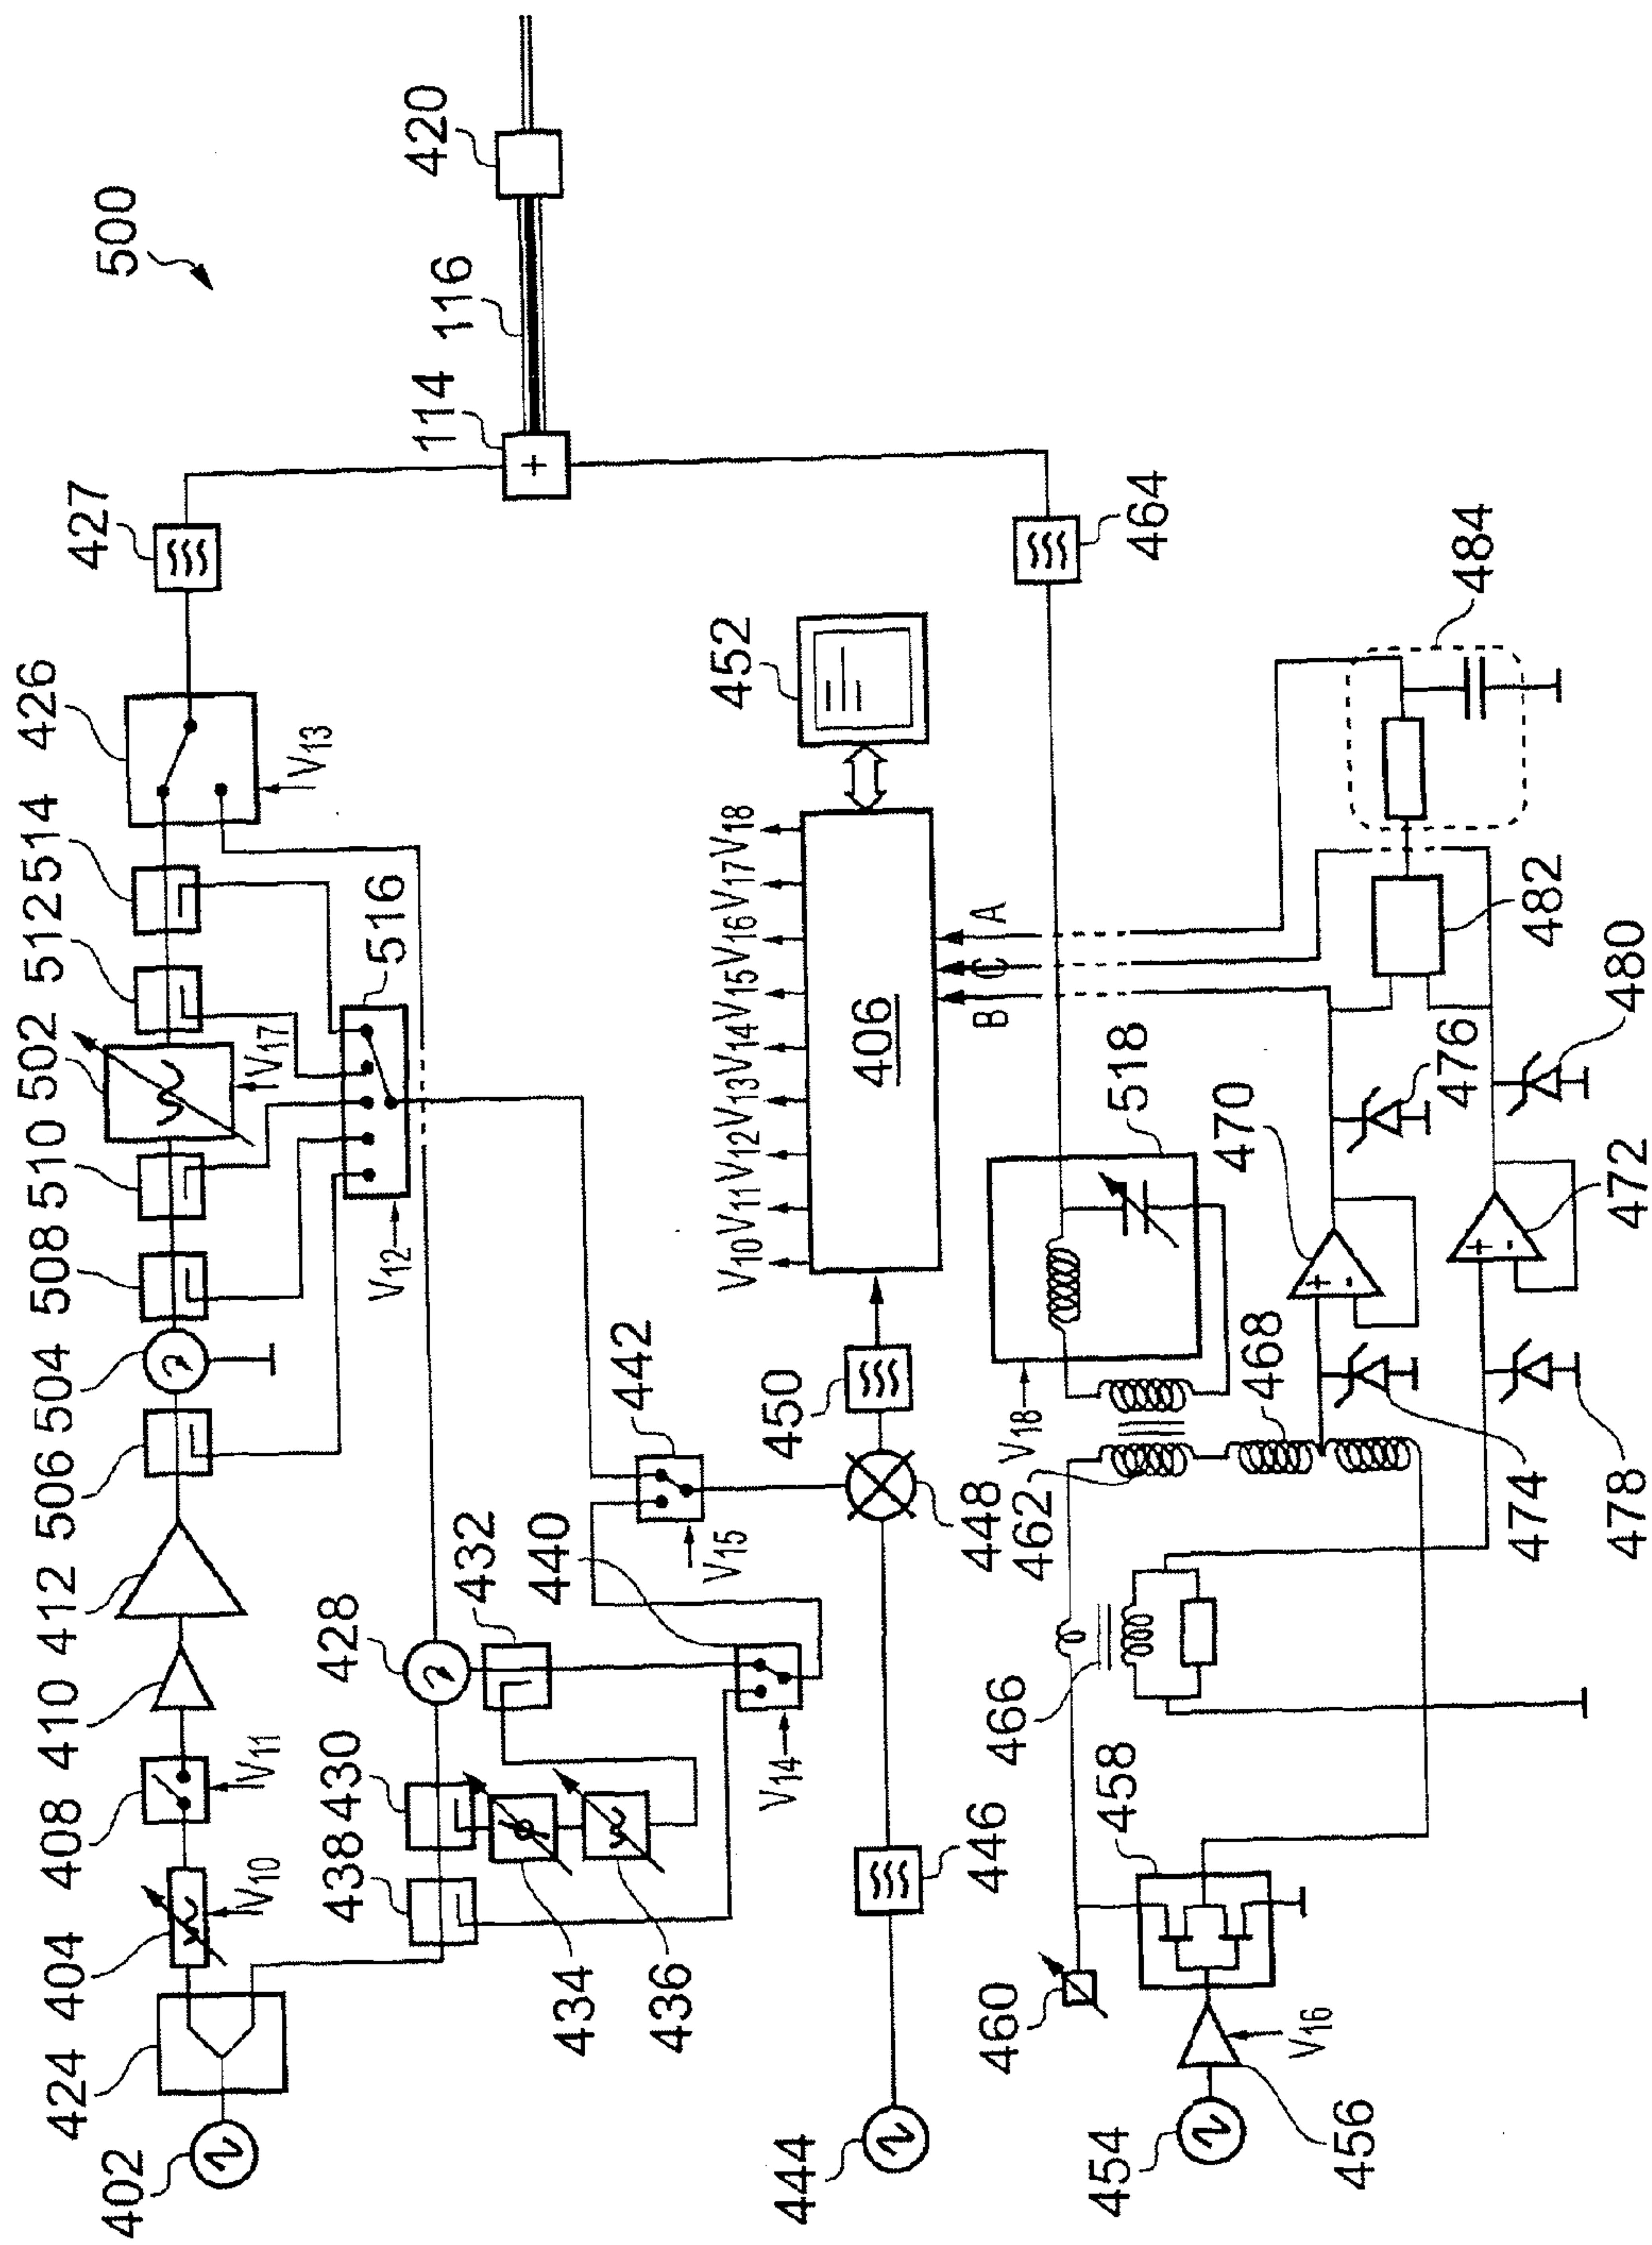 500
402 424 404 408 410 412 506 504 508 510 502 512 514 426 427
V10 V11 V17 V13
438 430 428 V12 516 114 116 420
432
434 440 442
436 V15
V14
V10 V11 V12 V13 V14 V15 V16 V17 V18 452
444 446 448 450 406
B C A
460 466 462 V18 518 464
454 458 468 470
V16
456 474 476 484
478 472 480 482
+ -
+ -
+